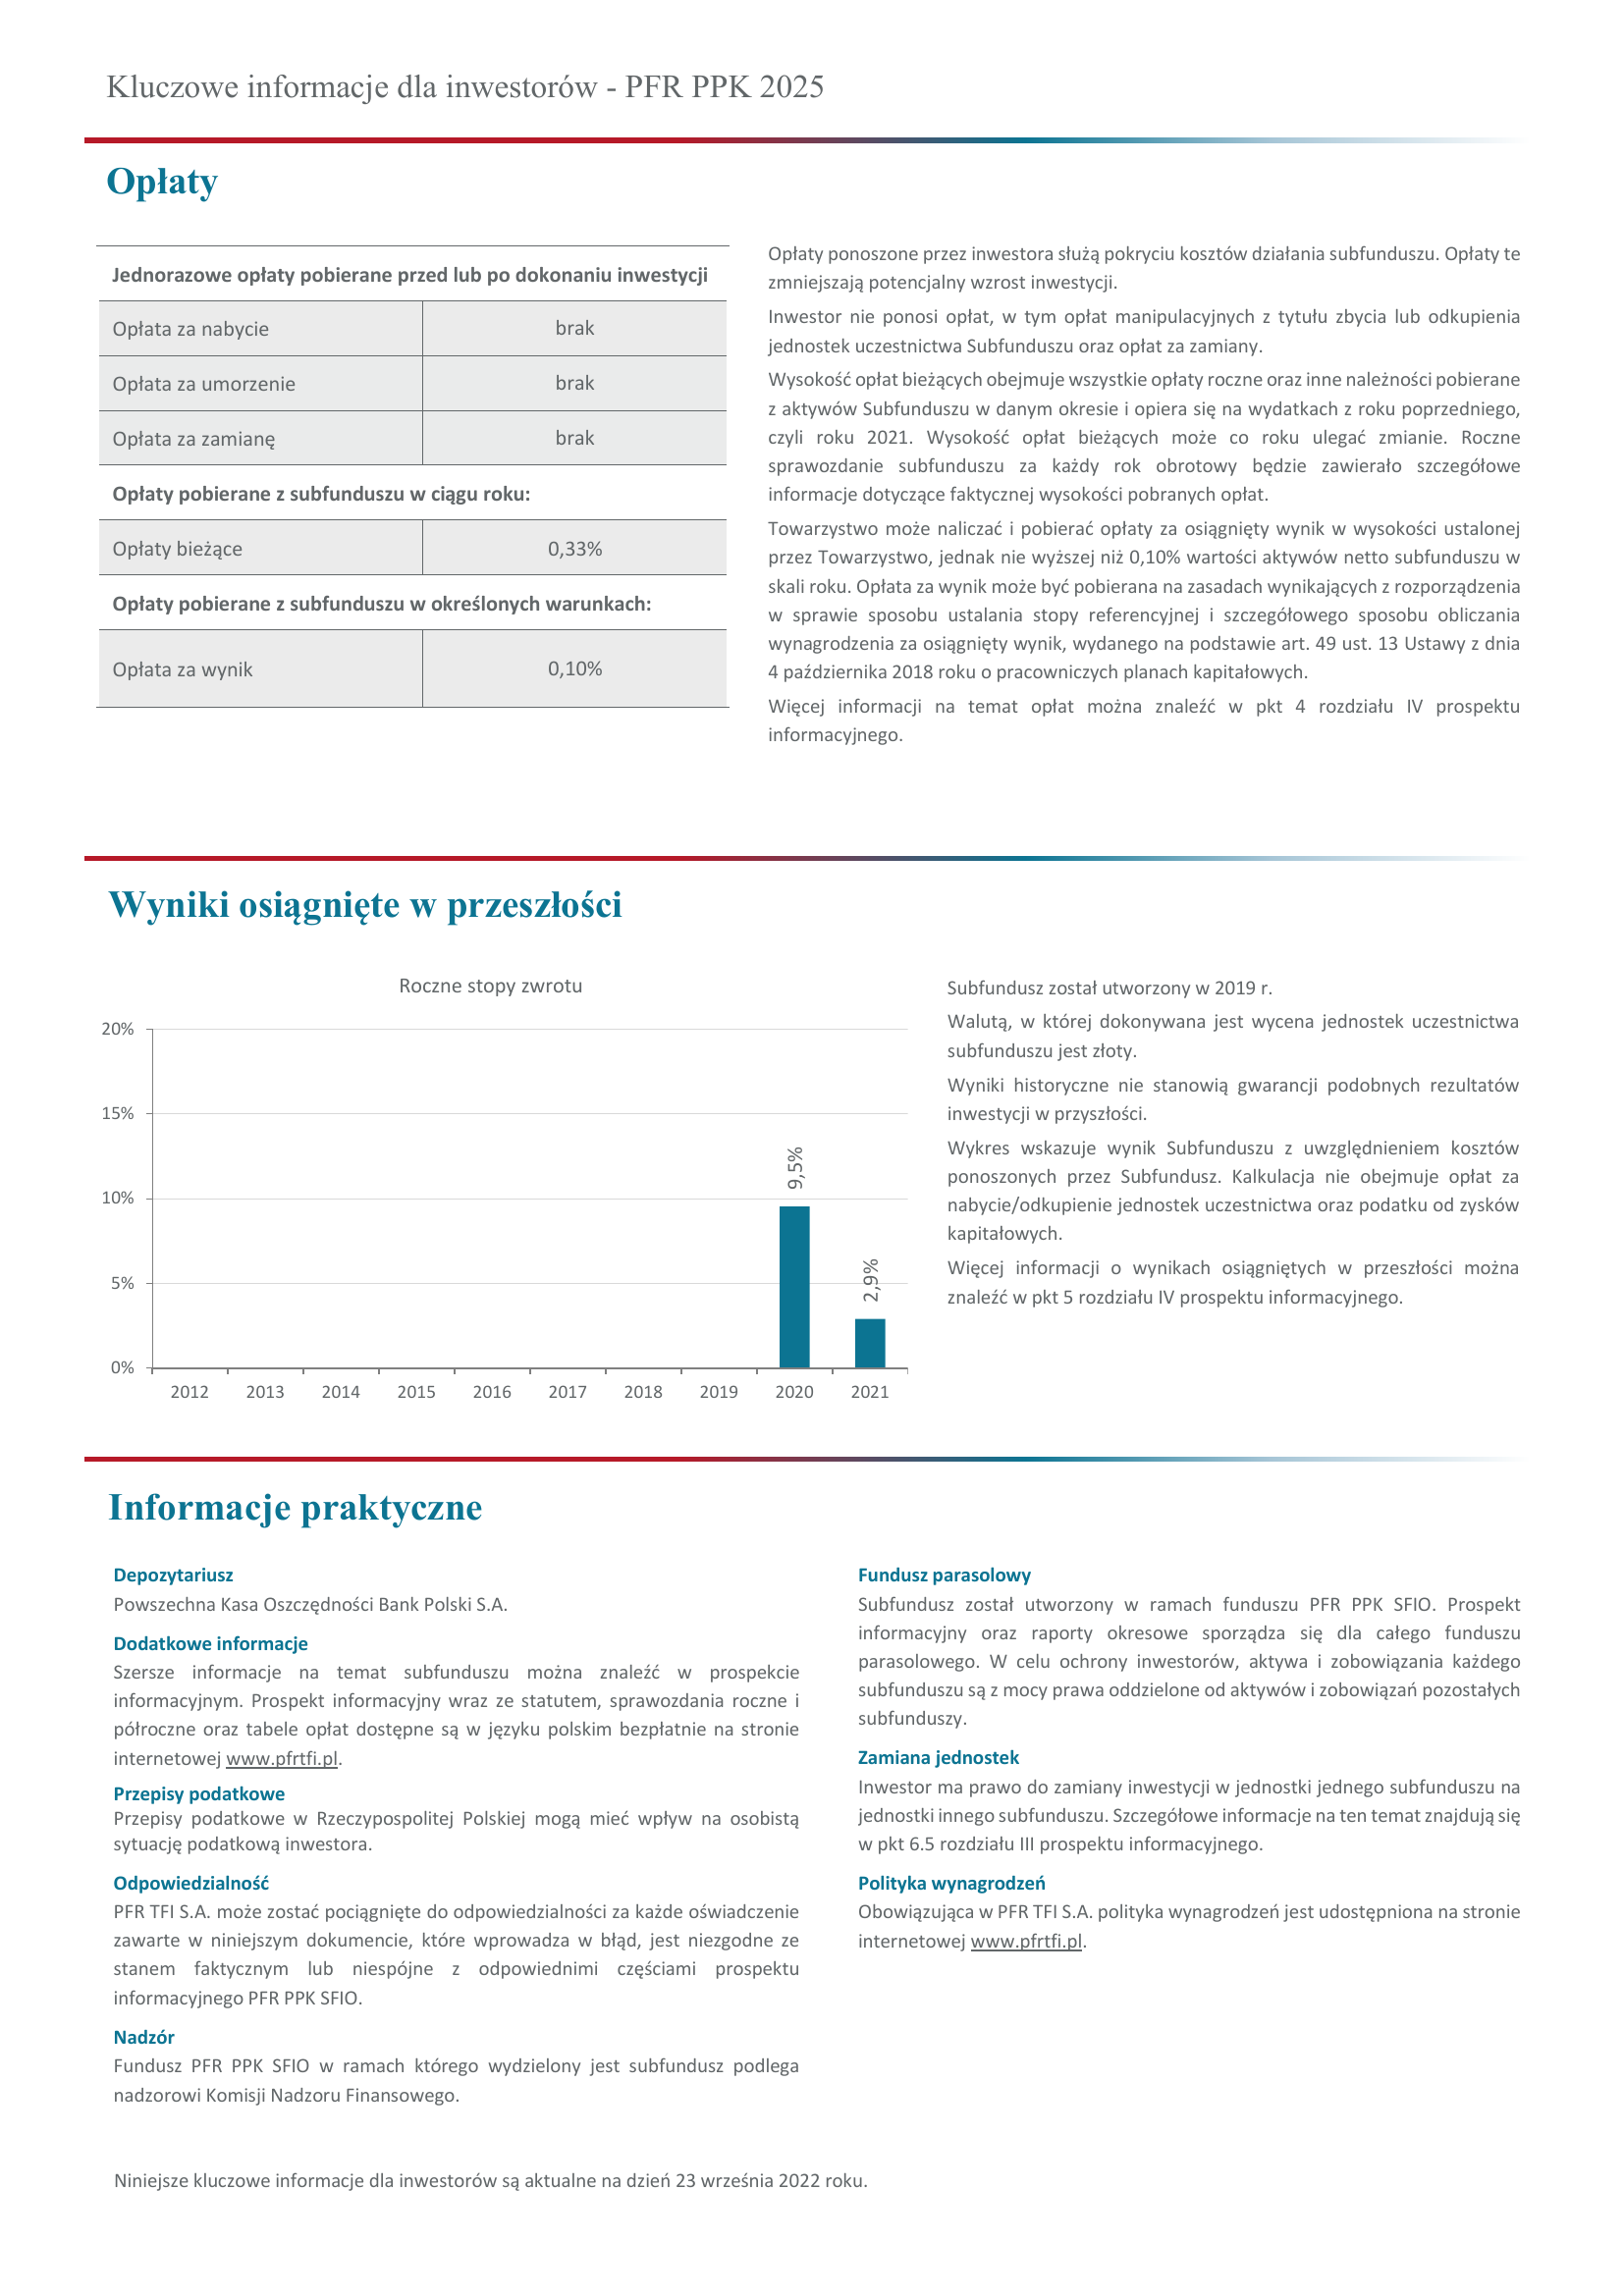 Kluczowe informacje dla inwestorów - PFR PPK 2025
Opłaty
Jednorazowe opłaty pobierane przed lub po dokonaniu inwestycji
Opłata za nabycie brak
Opłata za umorzenie brak
Opłata za zamianę brak
Opłaty pobierane z subfunduszu w ciągu roku:
Opłaty bieżące 0,33%
Opłaty pobierane z subfunduszu w określonych warunkach:
Opłata za wynik 0,10%
Opłaty ponoszone przez inwestora służą pokryciu kosztów działania subfunduszu. Opłaty te
zmniejszają potencjalny wzrost inwestycji.
Inwestor nie ponosi opłat, w tym opłat manipulacyjnych z tytułu zbycia lub odkupienia
jednostek uczestnictwa Subfunduszu oraz opłat za zamiany.
Wysokość opłat bieżących obejmuje wszystkie opłaty roczne oraz inne należności pobierane
z aktywów Subfunduszu w danym okresie i opiera się na wydatkach z roku poprzedniego,
czyli roku 2021. Wysokość opłat bieżących może co roku ulegać zmianie. Roczne
sprawozdanie subfunduszu za każdy rok obrotowy będzie zawierało szczegółowe
informacje dotyczące faktycznej wysokości pobranych opłat.
Towarzystwo może naliczać i pobierać opłaty za osiągnięty wynik w wysokości ustalonej
przez Towarzystwo, jednak nie wyższej niż 0,10% wartości aktywów netto subfunduszu w
skali roku. Opłata za wynik może być pobierana na zasadach wynikających z rozporządzenia
w sprawie sposobu ustalania stopy referencyjnej i szczegółowego sposobu obliczania
wynagrodzenia za osiągnięty wynik, wydanego na podstawie art. 49 ust. 13 Ustawy z dnia
4 października 2018 roku o pracowniczych planach kapitałowych.
Więcej informacji na temat opłat można znaleźć w pkt 4 rozdziału IV prospektu
informacyjnego.
Wyniki osiągnięte w przeszłości
Roczne stopy zwrotu
20%
15%
10%
5%
0%
9,5%
2,9%
2012 2013 2014 2015 2016 2017 2018 2019 2020 2021
Subfundusz został utworzony w 2019 r.
Walutą, w której dokonywana jest wycena jednostek uczestnictwa
subfunduszu jest złoty.
Wyniki historyczne nie stanowią gwarancji podobnych rezultatów
inwestycji w przyszłości.
Wykres wskazuje wynik Subfunduszu z uwzględnieniem kosztów
ponoszonych przez Subfundusz. Kalkulacja nie obejmuje opłat za
nabycie/odkupienie jednostek uczestnictwa oraz podatku od zysków
kapitałowych.
Więcej informacji o wynikach osiągniętych w przeszłości można
znaleźć w pkt 5 rozdziału IV prospektu informacyjnego.
Informacje praktyczne
Depozytariusz
Powszechna Kasa Oszczędności Bank Polski S.A.
Dodatkowe informacje
Szersze informacje na temat subfunduszu można znaleźć w prospekcie
informacyjnym. Prospekt informacyjny wraz ze statutem, sprawozdania roczne i
półroczne oraz tabele opłat dostępne są w języku polskim bezpłatnie na stronie
internetowej www.pfrtfi.pl.
Przepisy podatkowe
Przepisy podatkowe w Rzeczypospolitej Polskiej mogą mieć wpływ na osobistą
sytuację podatkową inwestora.
Odpowiedzialność
PFR TFI S.A. może zostać pociągnięte do odpowiedzialności za każde oświadczenie
zawarte w niniejszym dokumencie, które wprowadza w błąd, jest niezgodne ze
stanem faktycznym lub niespójne z odpowiednimi częściami prospektu
informacyjnego PFR PPK SFIO.
Nadzór
Fundusz PFR PPK SFIO w ramach którego wydzielony jest subfundusz podlega
nadzorowi Komisji Nadzoru Finansowego.
Fundusz parasolowy
Subfundusz został utworzony w ramach funduszu PFR PPK SFIO. Prospekt
informacyjny oraz raporty okresowe sporządza się dla całego funduszu
parasolowego. W celu ochrony inwestorów, aktywa i zobowiązania każdego
subfunduszu są z mocy prawa oddzielone od aktywów i zobowiązań pozostałych
subfunduszy.
Zamiana jednostek
Inwestor ma prawo do zamiany inwestycji w jednostki jednego subfunduszu na
jednostki innego subfunduszu. Szczegółowe informacje na ten temat znajdują się
w pkt 6.5 rozdziału III prospektu informacyjnego.
Polityka wynagrodzeń
Obowiązująca w PFR TFI S.A. polityka wynagrodzeń jest udostępniona na stronie
internetowej www.pfrtfi.pl.
Niniejsze kluczowe informacje dla inwestorów są aktualne na dzień 23 września 2022 roku.